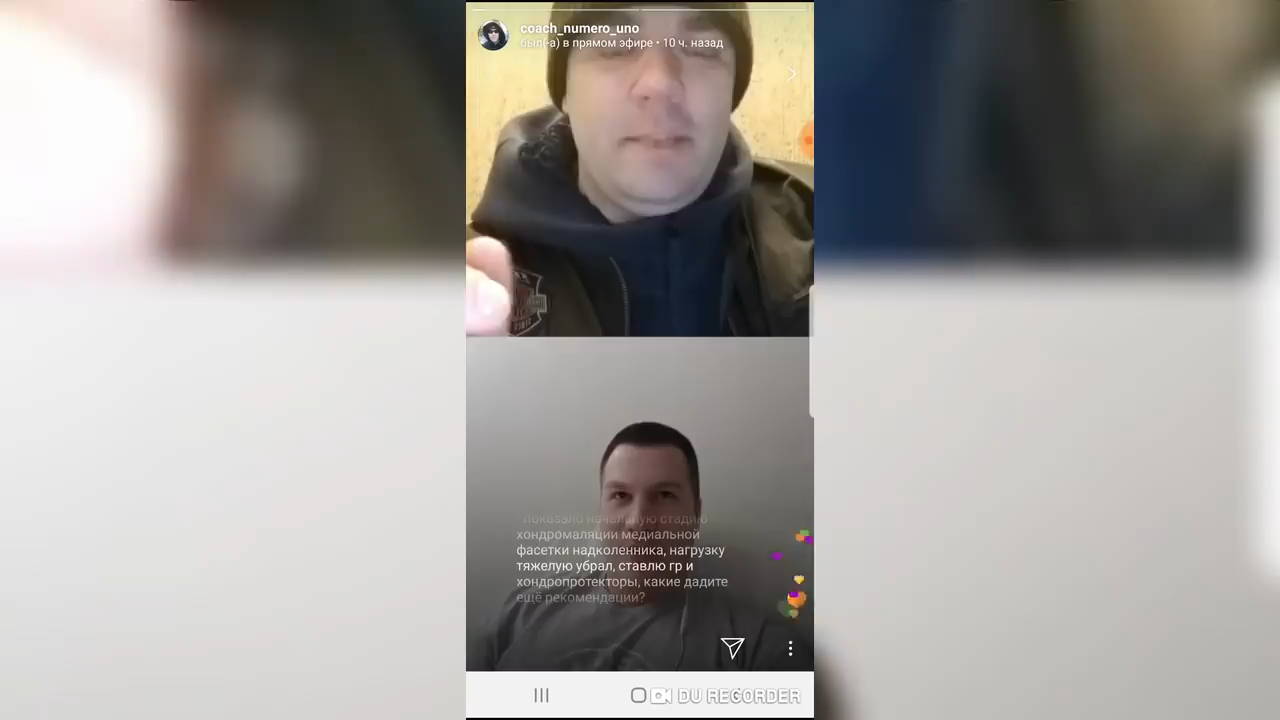 coach_numero_uno
был(-а) в прямом эфире • 10 ч. назад
показало начальную стадию
хондромаляции медиальной
фасетки надколенника, нагрузку
тяжелую убрал, ставлю гр и
хондропротекторы, какие дадите
ещё рекомендации?
DU RECORDER